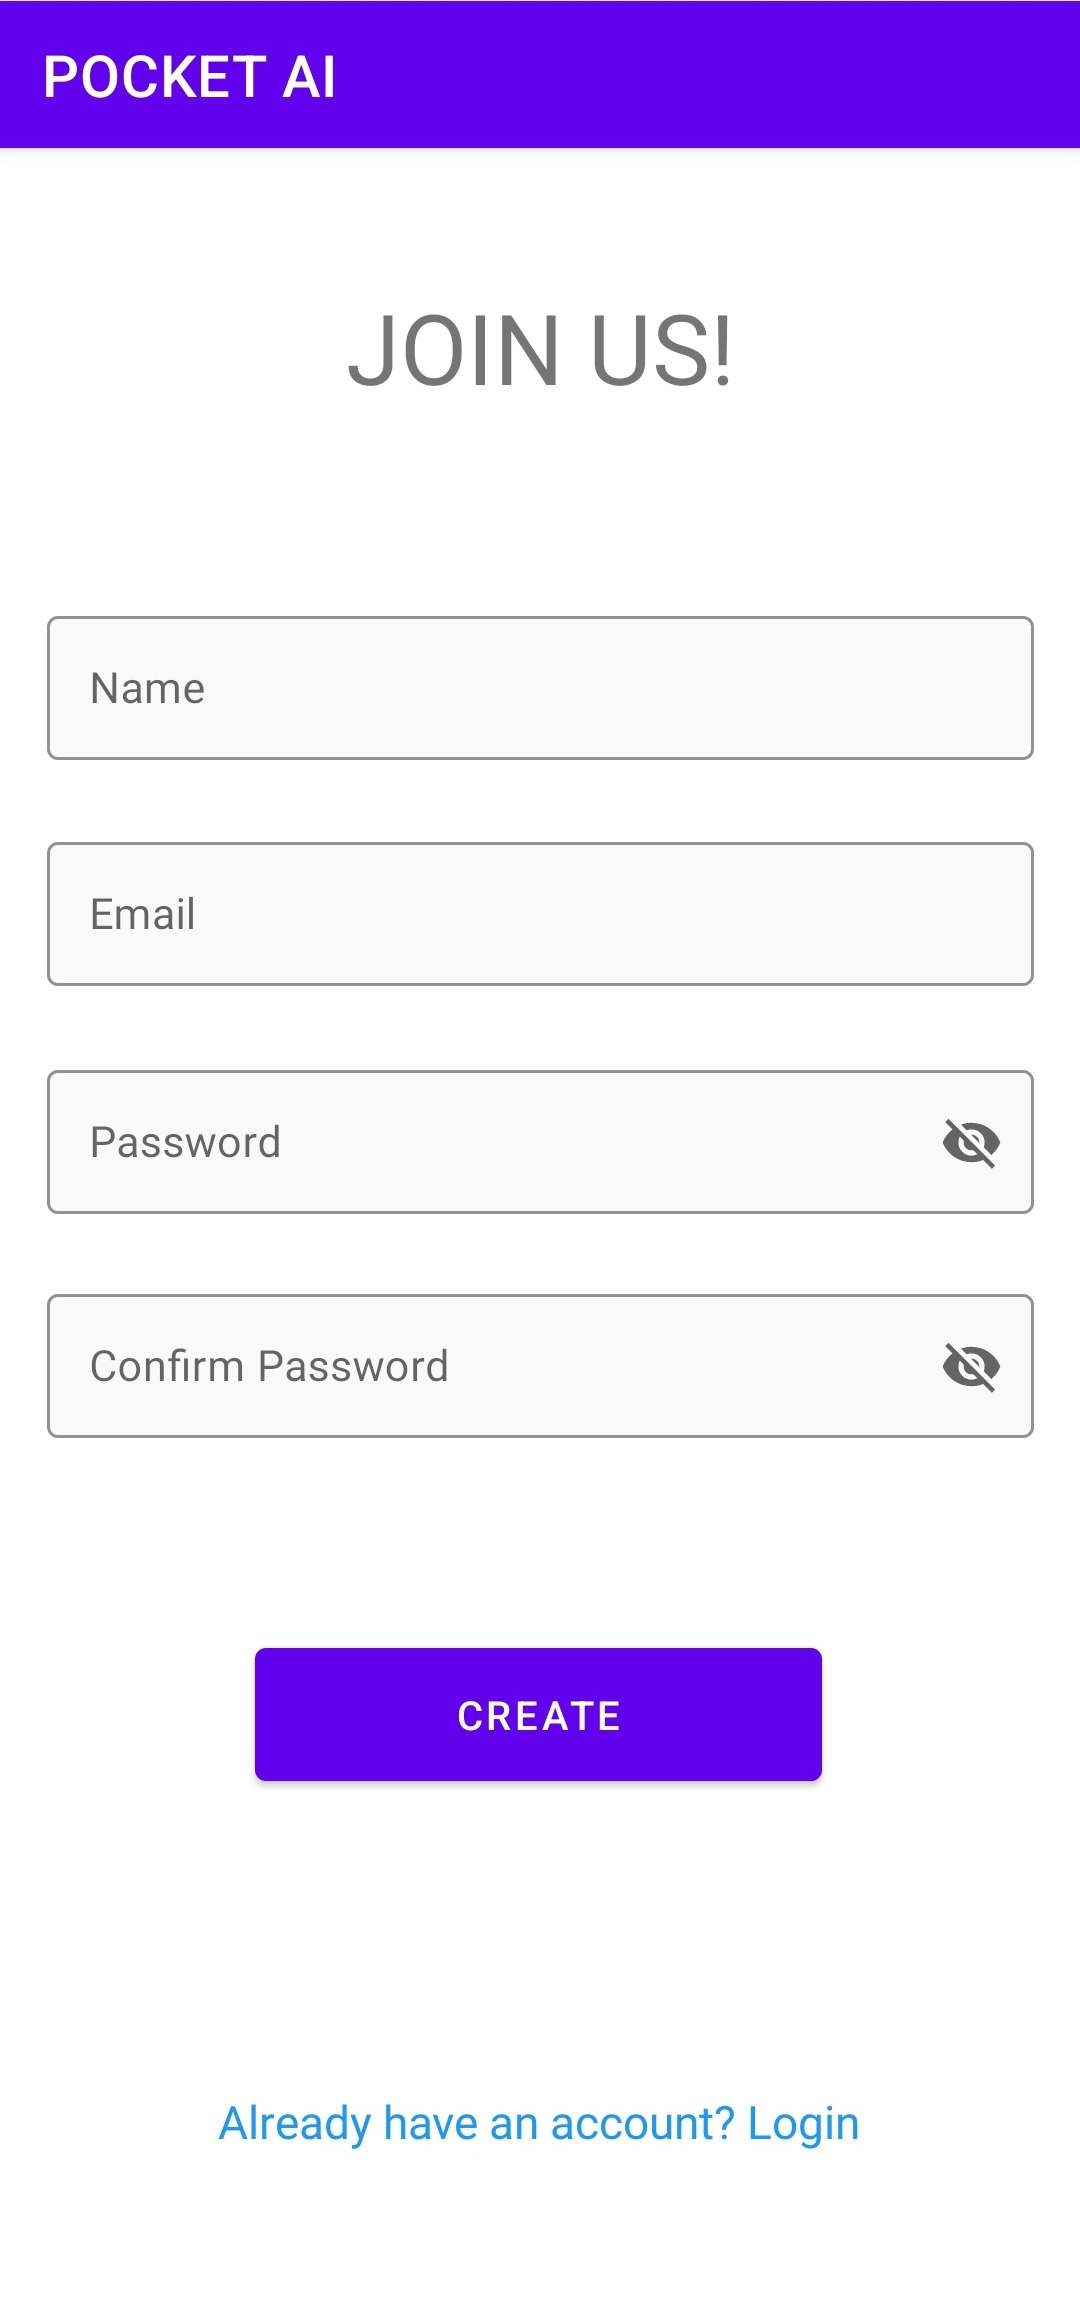 POCKET AI
JOIN US!
Name
Email
Password
Confirm Password
CREATE
Already have an account? Login